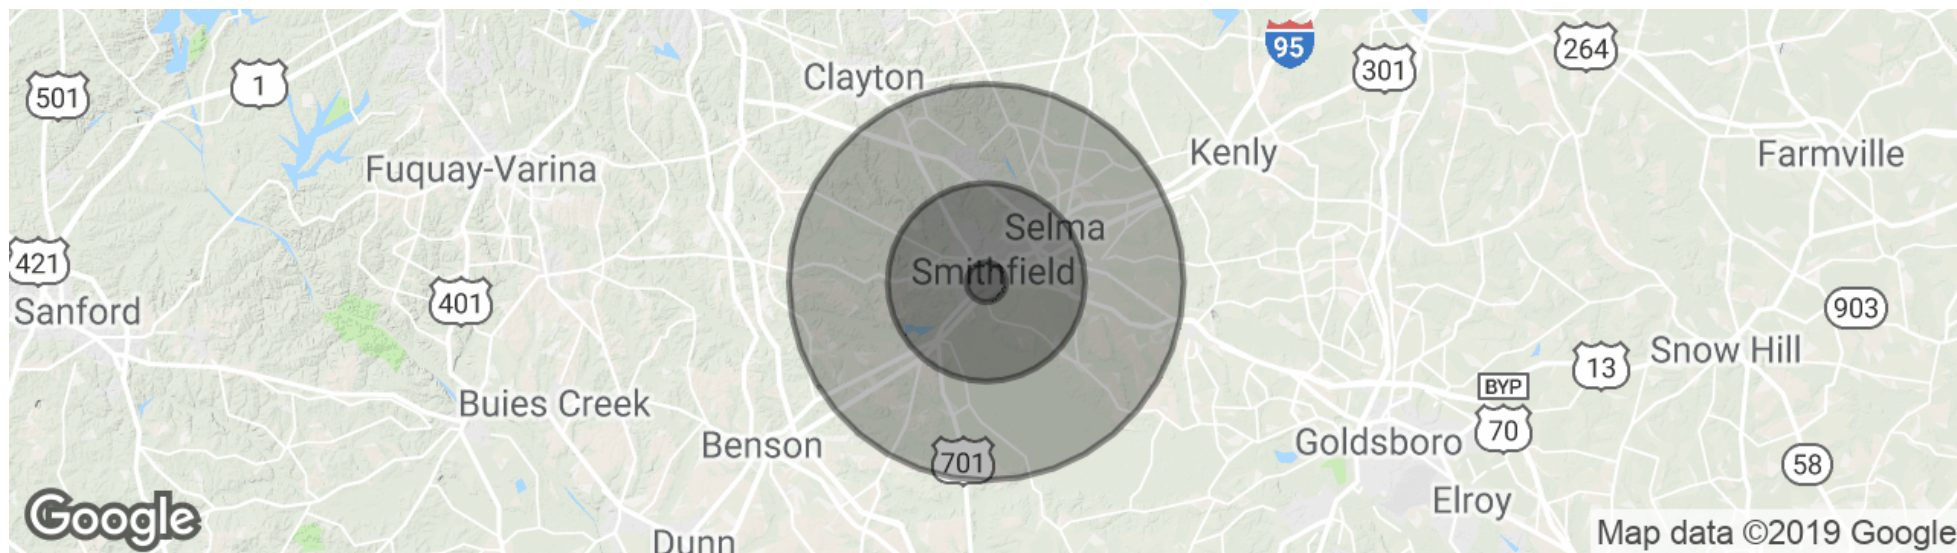 95
264
301
Clayton
1
501
Kenly
Farmville
Fuquay-Varina
Selma
421
Smithfield
401
903
Sanford
Snow Hill
13
BYP
70
Buies Creek
Benson
Goldsboro
701
58
Elroy
Google
Dunn
Map data ©2019 Google